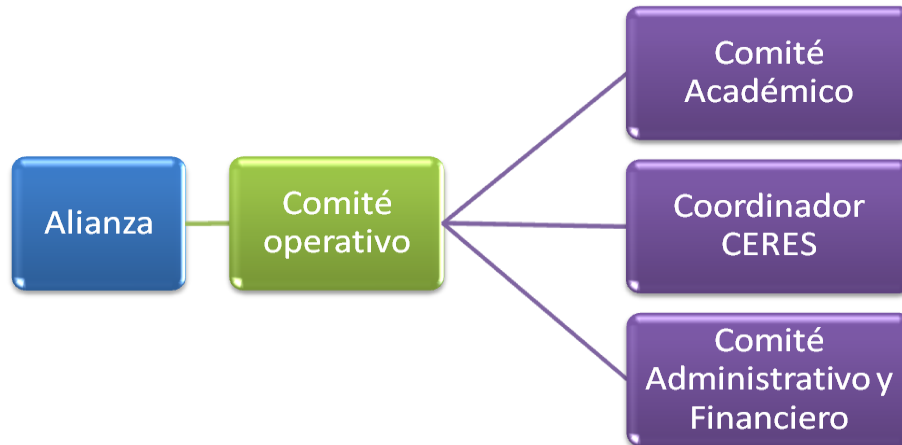 Alianza
Comité
operativo
Comité
Académico
Coordinador
CERES
Comité
Administrativo y
Financiero